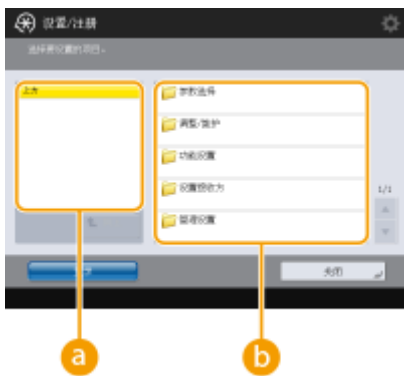 设置/注册
选择要设置的项目。
上方
参数选择
调整/维护
功能设置
设置接收方
管理设置
1/1
关闭
a
b